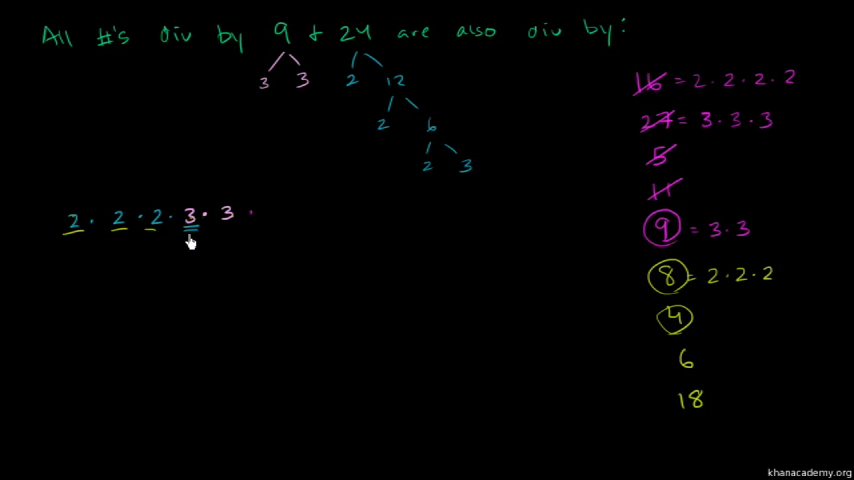 All #'s div by 9 + 24 are also div by:
3 3 2 12
2 6
2 3
2 · 2 · 2 · 3 · 3 ·
16 = 2 · 2 · 2 · 2
27 = 3 · 3 · 3
5
11
9 = 3 · 3
8 = 2 · 2 · 2
4
6
18
khanacademy.org